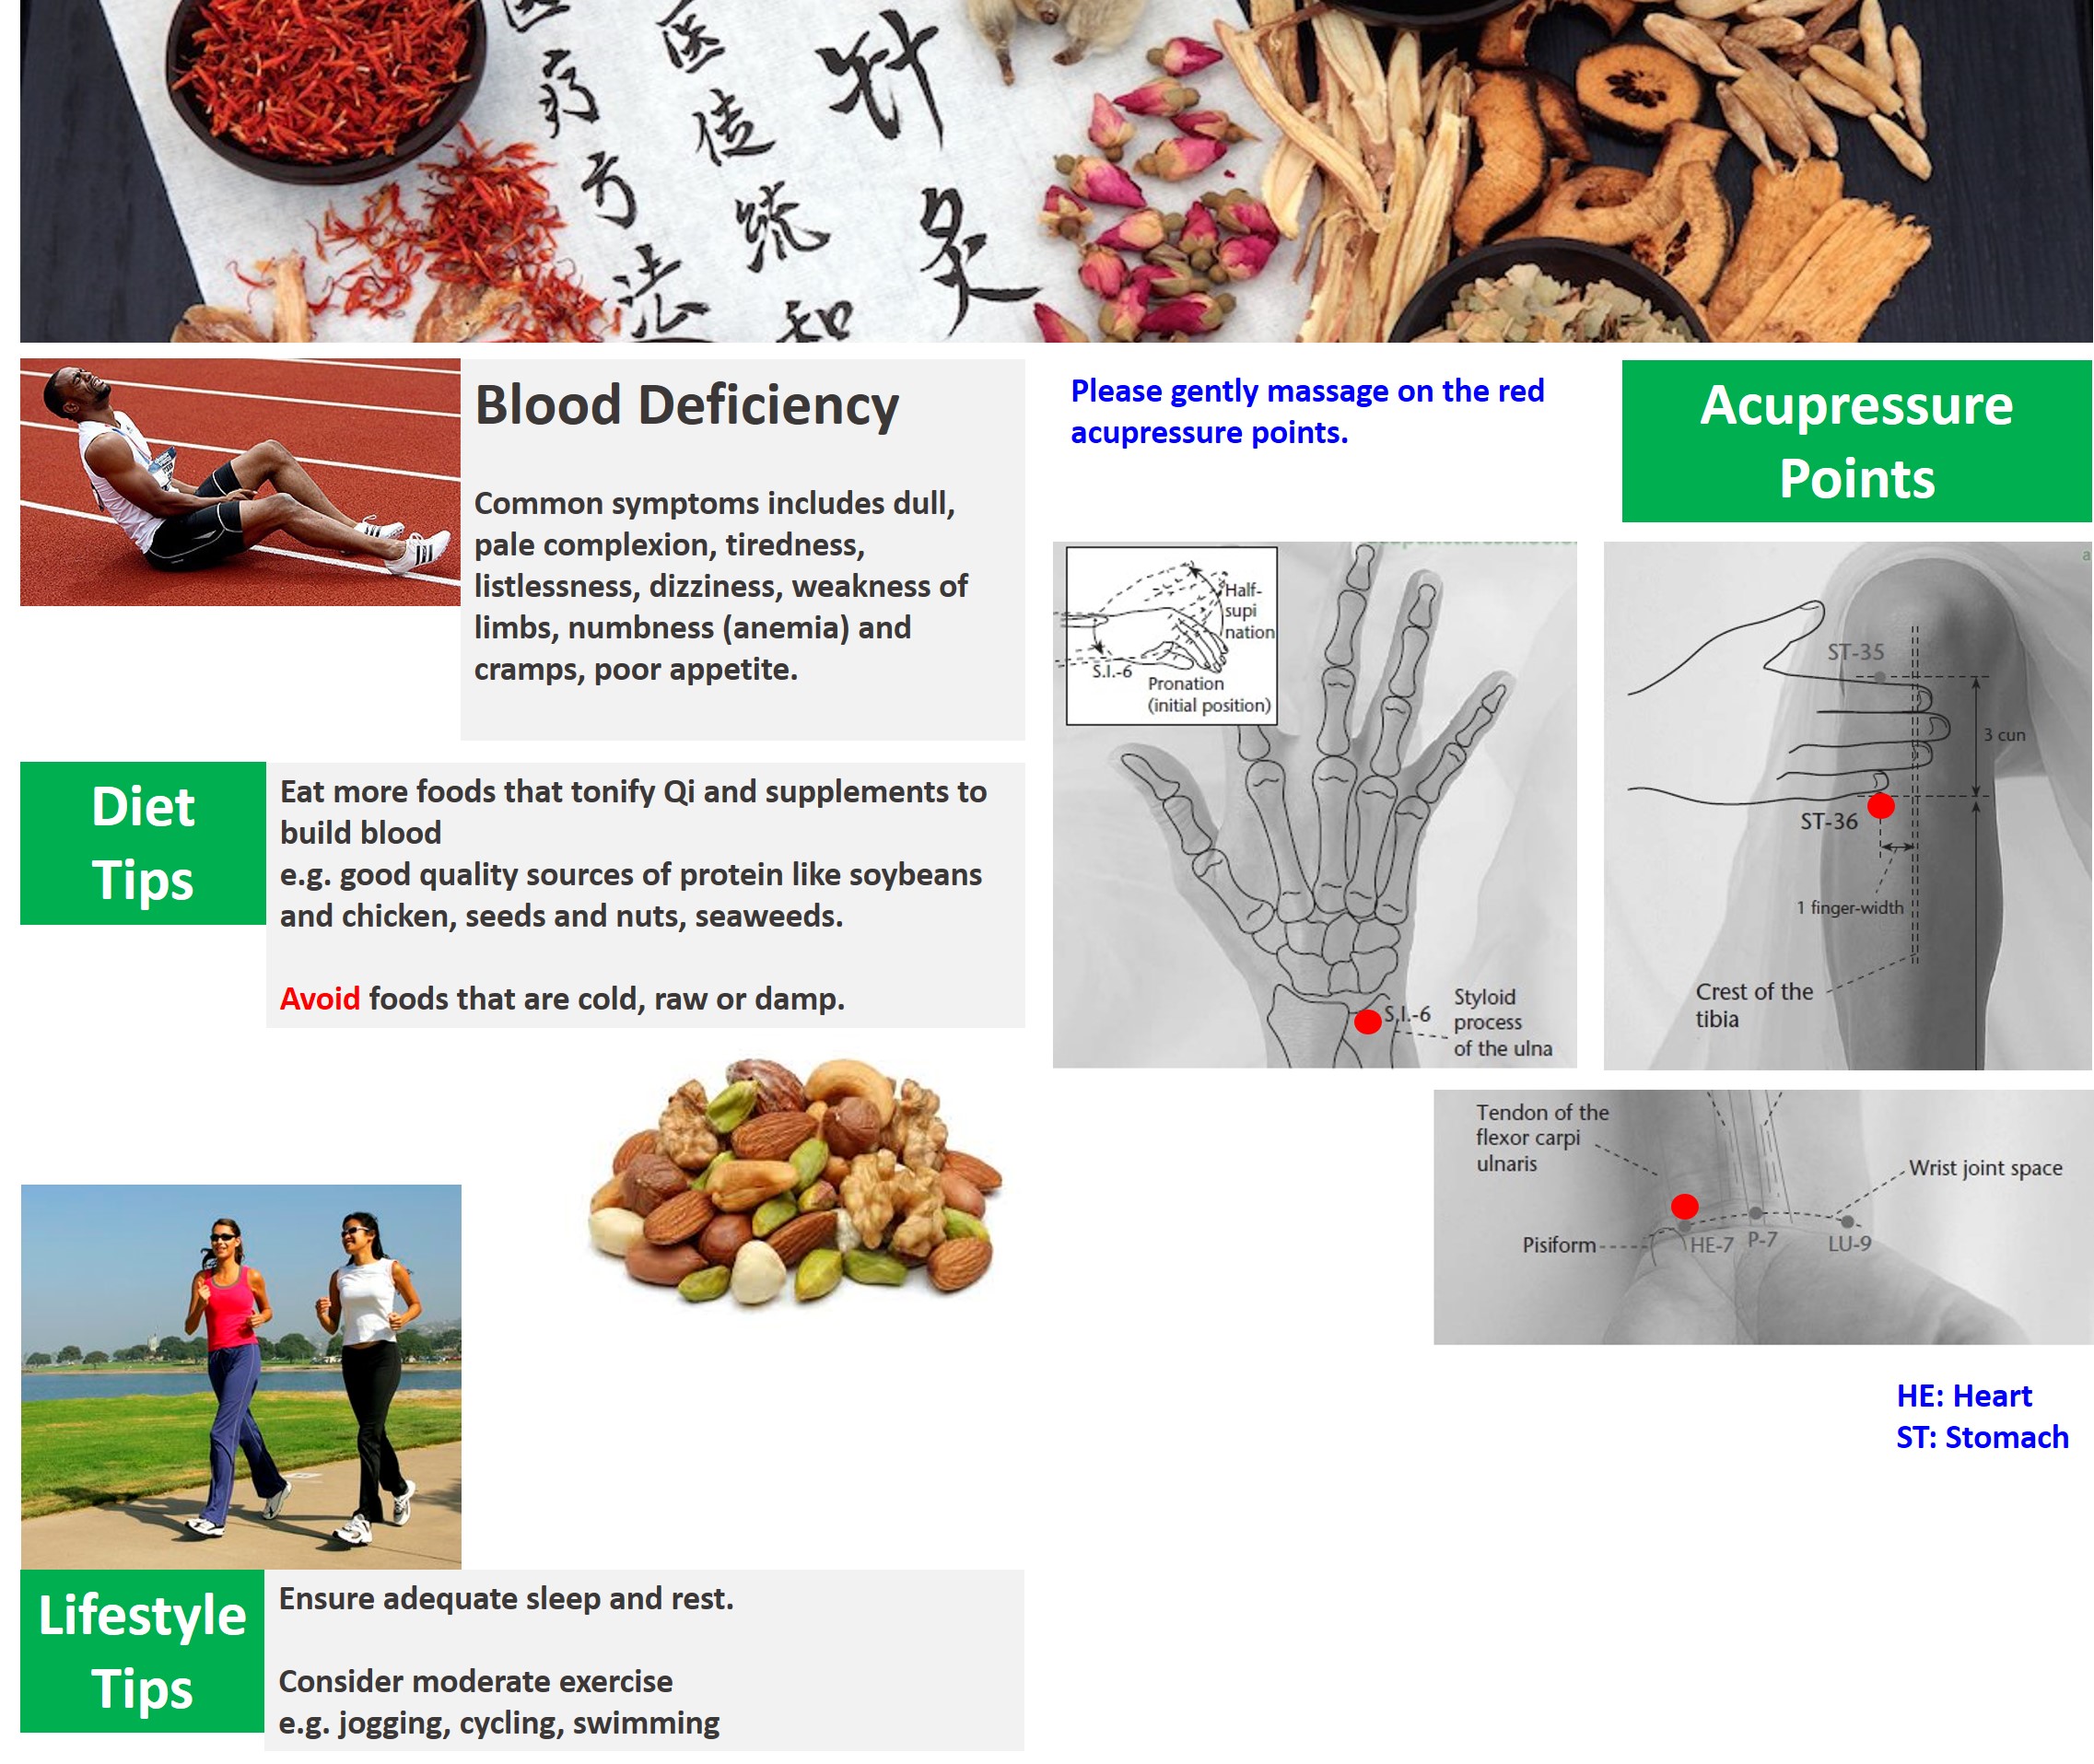 医
疗
方
法
医
传
统
和
针
灸
Blood Deficiency
Common symptoms includes dull,
pale complexion, tiredness,
listlessness, dizziness, weakness of
limbs, numbness (anemia) and
cramps, poor appetite.
Diet
Tips
Eat more foods that tonify Qi and supplements to
build blood
e.g. good quality sources of protein like soybeans
and chicken, seeds and nuts, seaweeds.
Avoid foods that are cold, raw or damp.
Lifestyle
Tips
Ensure adequate sleep and rest.
Consider moderate exercise
e.g. jogging, cycling, swimming
Please gently massage on the red
acupressure points.
Acupressure
Points
Half-
supi
nation
S.I.-6
Pronation
(initial position)
S.I.-6
Styloid
process
of the ulna
a
ST-35
3 cun
ST-36
1 finger-width
Crest of the
tibia
Tendon of the
flexor carpi
ulnaris
Wrist joint space
Pisiform
HE-7
P-7
LU-9
HE: Heart
ST: Stomach